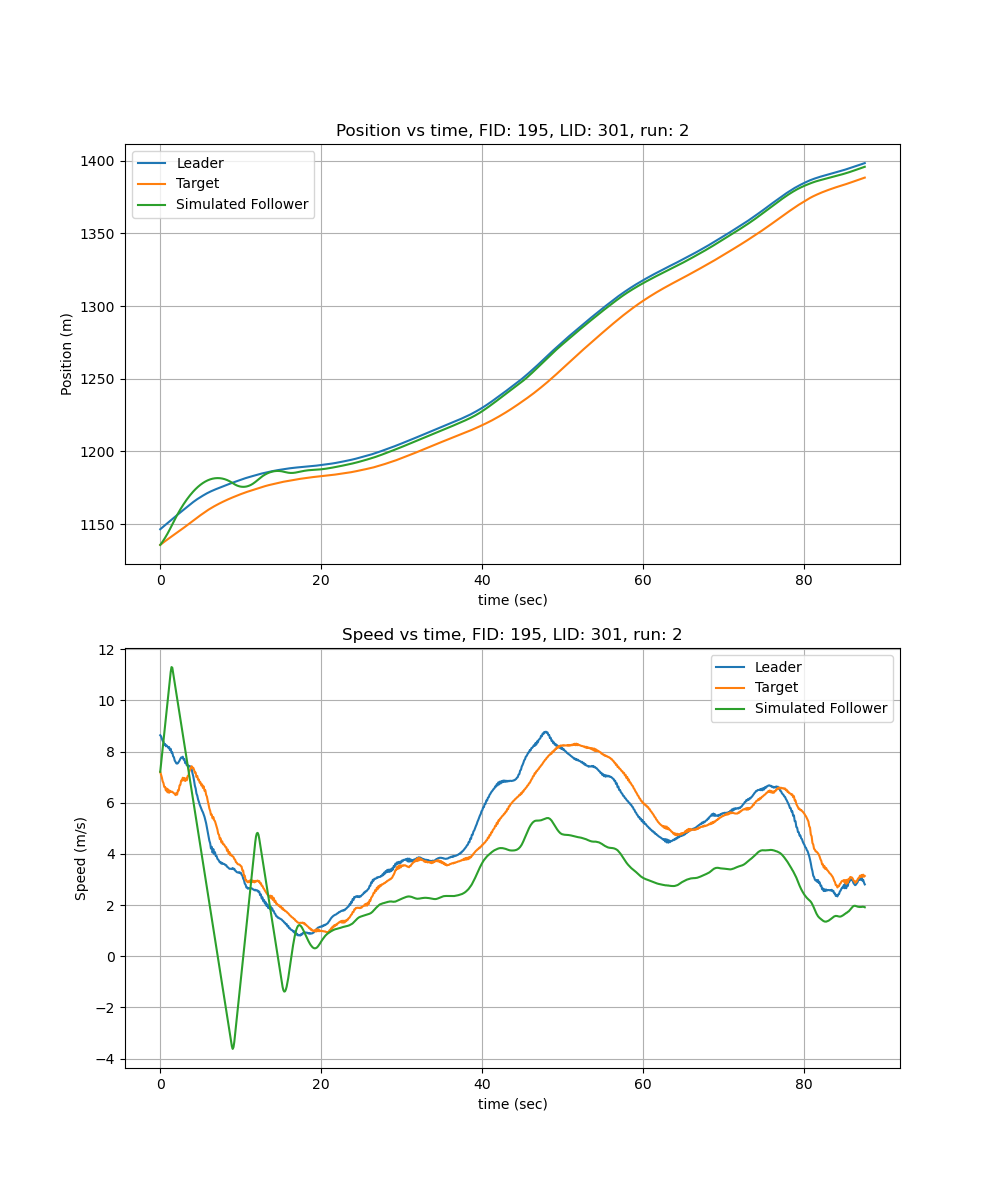 Position vs time, FID: 195, LID: 301, run: 2
Leader
Target
Simulated Follower
1400
1350
1300
1250
1200
1150
Position (m)
0 20 40 60 80
time (sec)
Speed vs time, FID: 195, LID: 301, run: 2
Leader
Target
Simulated Follower
12
10
8
6
4
2
0
−2
−4
Speed (m/s)
0 20 40 60 80
time (sec)